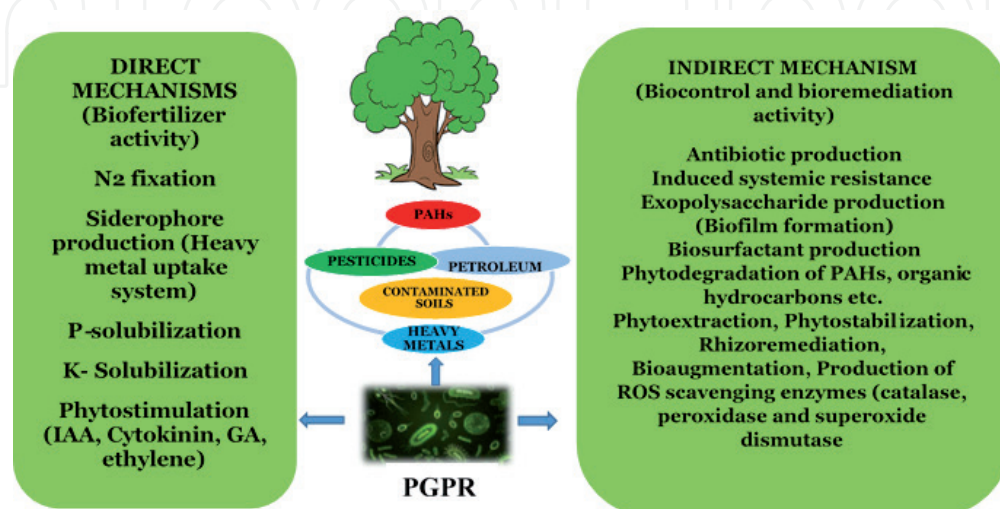 DIRECT
MECHANISMS
(Biofertilizer
activity)
N2 fixation
Siderophore
production (Heavy
metal uptake
system)
P-solubilization
K- Solubilization
Phytostimulation
(IAA, Cytokinin, GA,
ethylene)
PAHs
PESTICIDES
PETROLEUM
CONTAMINATED
SOILS
HEAVY
METALS
PGPR
INDIRECT MECHANISM
(Biocontrol and bioremediation
activity)
Antibiotic production
Induced systemic resistance
Exopolysaccharide production
(Biofilm formation)
Biosurfactant production
Phytodegradation of PAHs, organic
hydrocarbons etc.
Phytoextraction, Phytostabilization,
Rhizoremediation,
Bioaugmentation, Production of
ROS scavenging enzymes (catalase,
peroxidase and superoxide
dismutase